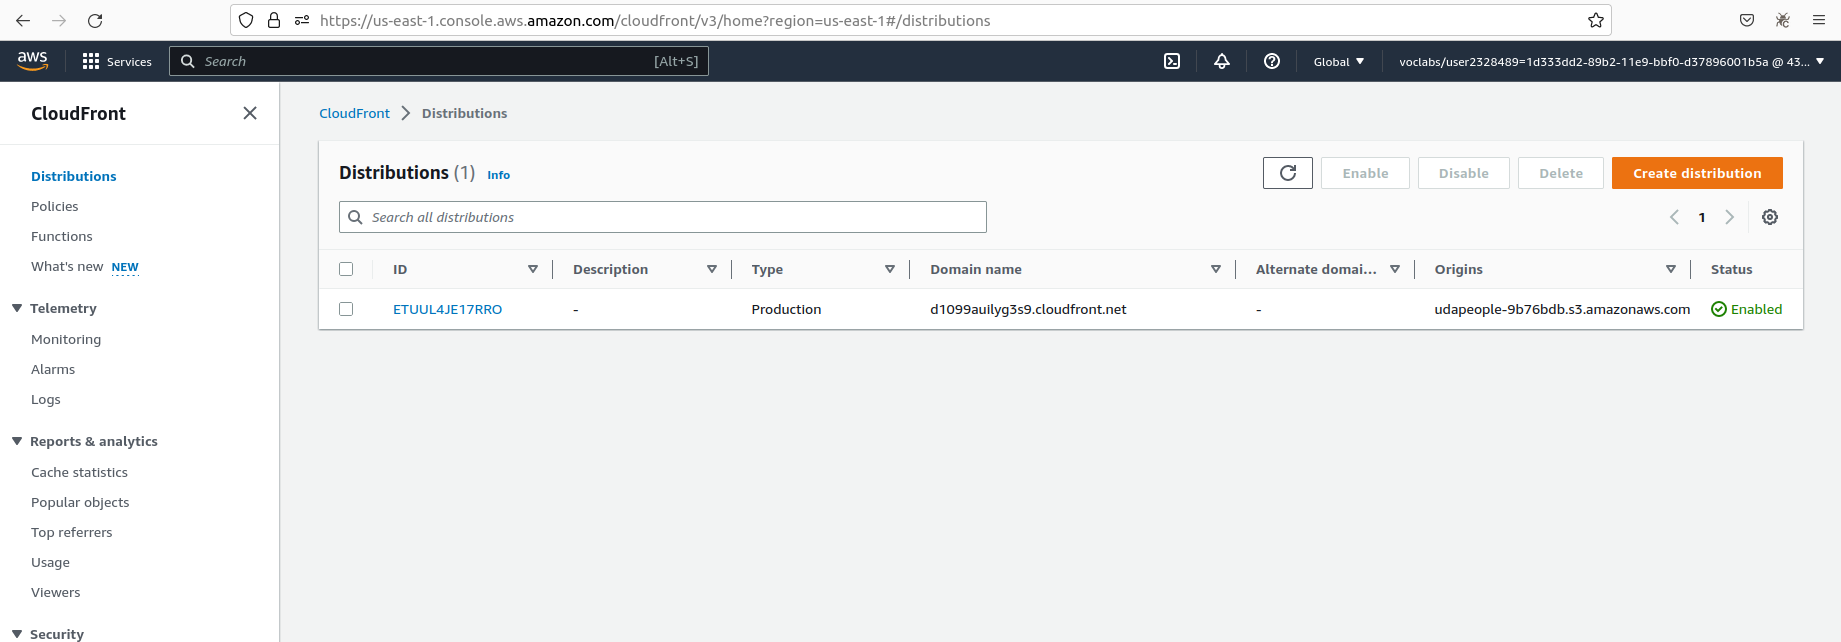 https://us-east-1.console.aws.amazon.com/cloudfront/v3/home?region=us-east-1#/distributions
aws Services Search [Alt+S] Global voclabs/user2328489=1d333dd2-89b2-11e9-bbf0-d37896001b5a @ 43...
CloudFront
Distributions
Policies
Functions
What's new NEW
Telemetry
Monitoring
Alarms
Logs
Reports & analytics
Cache statistics
Popular objects
Top referrers
Usage
Viewers
Security
CloudFront Distributions
Distributions (1) Info Enable Disable Delete Create distribution
Search all distributions 1
ID Description Type Domain name Alternate domai... Origins Status
ETUUL4JE17RRO - Production d1099auilyg3s9.cloudfront.net - udapeople-9b76bdb.s3.amazonaws.com Enabled